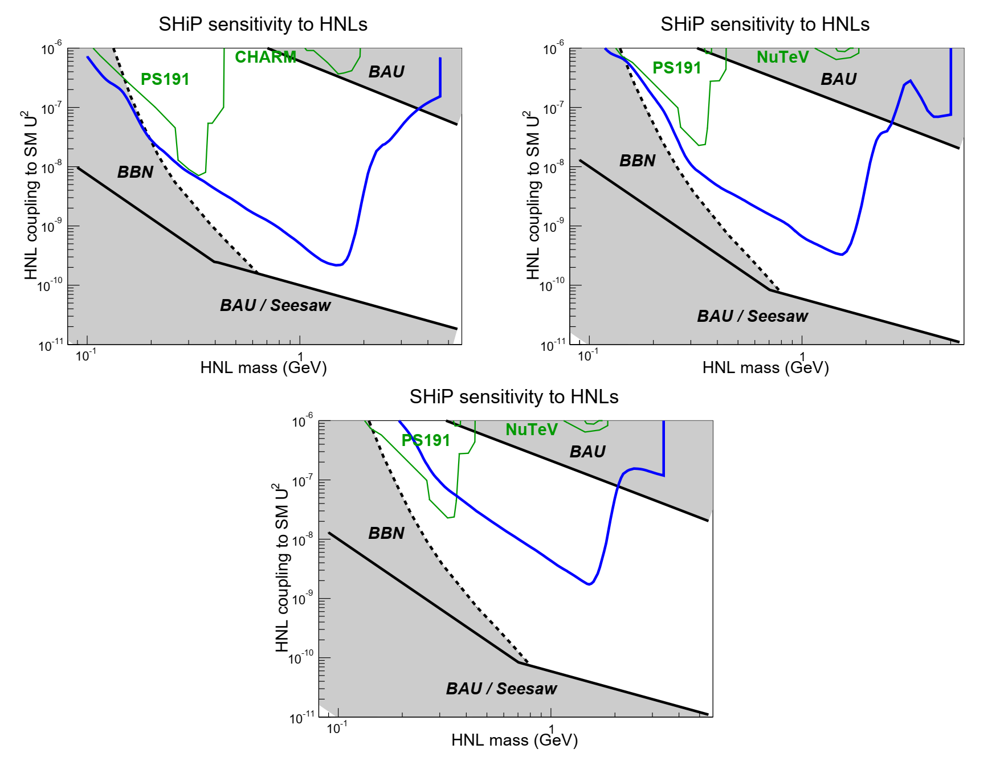 SHiP sensitivity to HNLs
HNL coupling to SM U²
10⁻⁶
10⁻⁷
10⁻⁸
10⁻⁹
10⁻¹⁰
10⁻¹¹
CHARM
PS191
BAU
BBN
BAU / Seesaw
10⁻¹
1
HNL mass (GeV)
SHiP sensitivity to HNLs
HNL coupling to SM U²
10⁻⁶
10⁻⁷
10⁻⁸
10⁻⁹
10⁻¹⁰
10⁻¹¹
NuTeV
PS191
BAU
BBN
BAU / Seesaw
10⁻¹
1
HNL mass (GeV)
SHiP sensitivity to HNLs
HNL coupling to SM U²
10⁻⁶
10⁻⁷
10⁻⁸
10⁻⁹
10⁻¹⁰
10⁻¹¹
NuTeV
PS191
BAU
BBN
BAU / Seesaw
10⁻¹
1
HNL mass (GeV)